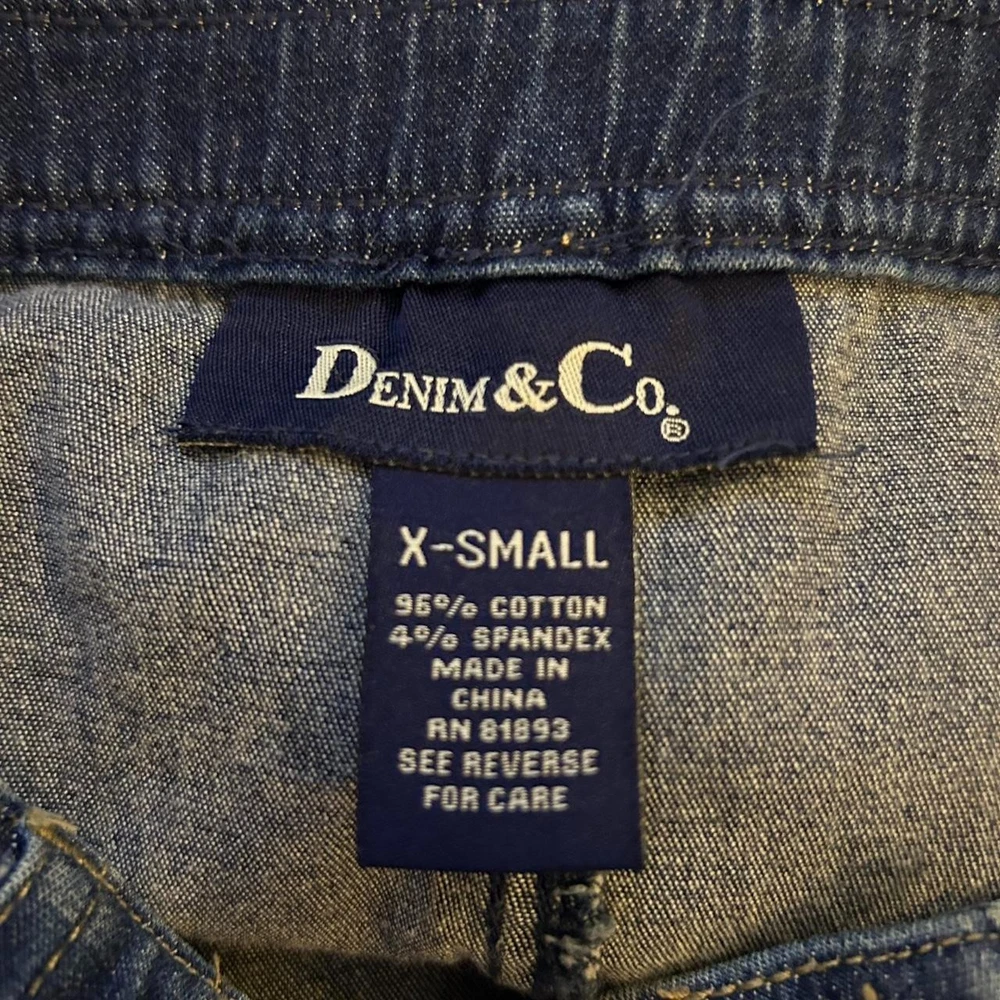 DENIM & CO.®
X-SMALL
96% COTTON
4% SPANDEX
MADE IN
CHINA
RN 81893
SEE REVERSE
FOR CARE